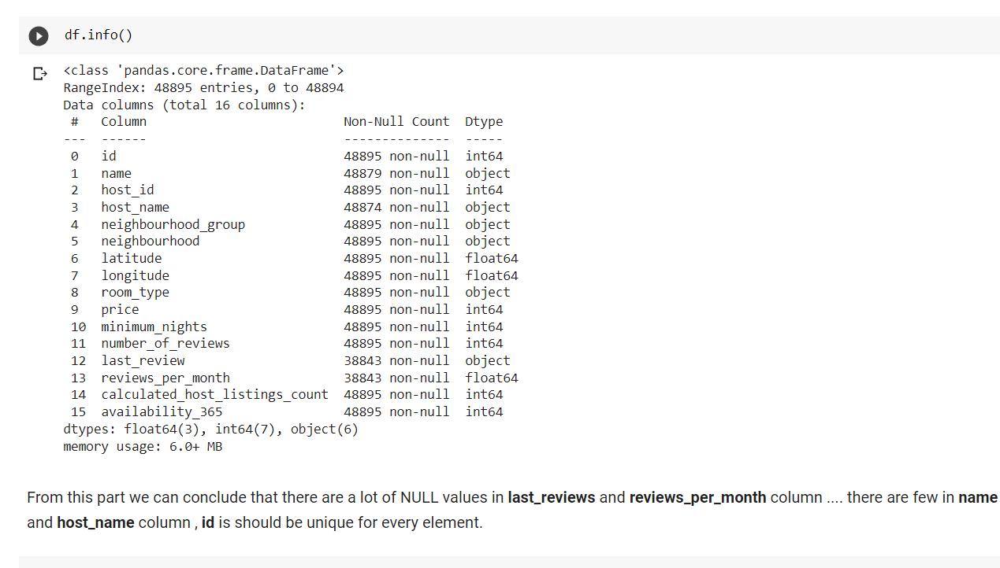 df.info()
<class 'pandas.core.frame.DataFrame'>
RangeIndex: 48895 entries, 0 to 48894
Data columns (total 16 columns):
 #   Column                          Non-Null Count  Dtype
---  ------                          --------------  -----
 0   id                              48895 non-null  int64
 1   name                            48879 non-null  object
 2   host_id                         48895 non-null  int64
 3   host_name                       48874 non-null  object
 4   neighbourhood_group             48895 non-null  object
 5   neighbourhood                   48895 non-null  object
 6   latitude                        48895 non-null  float64
 7   longitude                       48895 non-null  float64
 8   room_type                       48895 non-null  object
 9   price                           48895 non-null  int64
 10  minimum_nights                  48895 non-null  int64
 11  number_of_reviews               48895 non-null  int64
 12  last_review                     38843 non-null  object
 13  reviews_per_month               38843 non-null  float64
 14  calculated_host_listings_count  48895 non-null  int64
 15  availability_365                48895 non-null  int64
dtypes: float64(3), int64(7), object(6)
memory usage: 6.0+ MB
From this part we can conclude that there are a lot of NULL values in last_reviews and reviews_per_month column .... there are few in name
and host_name column , id is should be unique for every element.